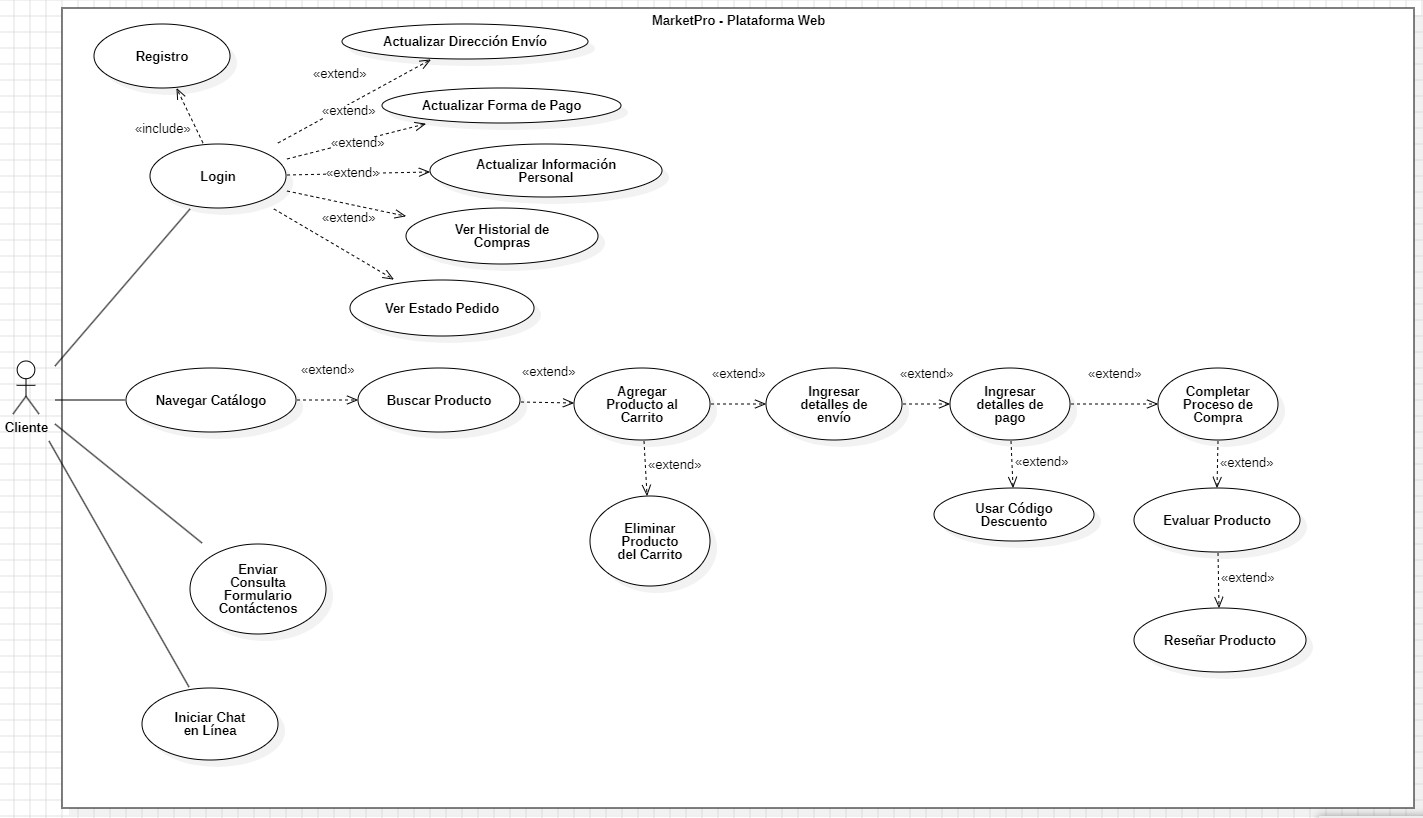 MarketPro - Plataforma Web
Registro
Actualizar Dirección Envío
«extend»
«extend»
Actualizar Forma de Pago
«include»
«extend»
Login
«extend»
Actualizar Información
Personal
«extend»
Ver Historial de
Compras
Ver Estado Pedido
Cliente
Navegar Catálogo
«extend»
Buscar Producto
«extend»
Agregar
Producto al
Carrito
«extend»
Ingresar
detalles de
envío
«extend»
Ingresar
detalles de
pago
«extend»
Completar
Proceso de
Compra
«extend»
«extend»
«extend»
Eliminar
Producto
del Carrito
Usar Código
Descuento
Evaluar Producto
«extend»
Reseñar Producto
Enviar
Consulta
Formulario
Contáctenos
Iniciar Chat
en Línea